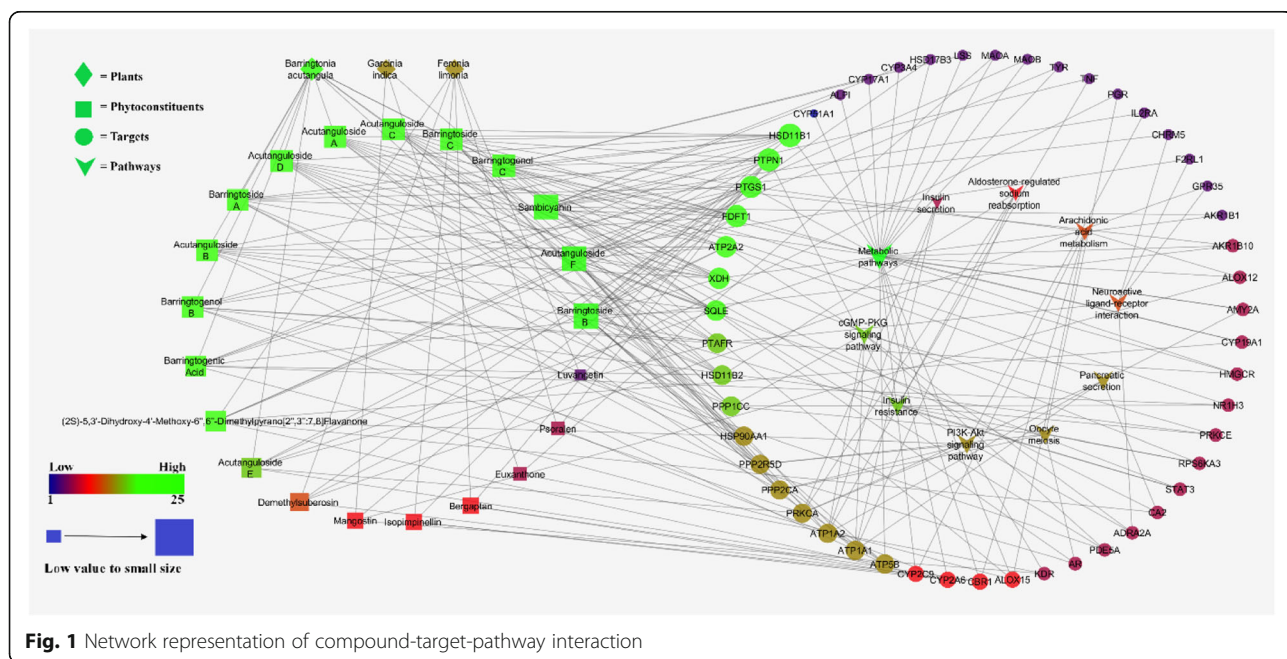 = Plants
= Phytoconstituents
= Targets
= Pathways
Barringtonia
acutangula
Garcinia
indica
Feronia
limonia
Acutanguloside
A
Acutanguloside
C
Barringtoside
C
Barringtogenol
C
Acutanguloside
D
Barringtoside
A
Sambicyanin
Acutanguloside
B
Acutanguloside
F
Barringtogenol
B
Barringtoside
B
Barringtogenic
Acid
Luvangetin
(2S)-5,3'-Dihydroxy-4'-Methoxy-6",6"-Dimethylpyrano[2",3":7,8]Flavanone
Psoralen
Acutanguloside
E
Euxanthone
Demethylsuberosin
Mangostin
Isopimpinellin
Bergapten
Low
High
1
25
Low value to small size
HSD11B1
PTPN1
PTGS1
FDFT1
ATP2A2
XDH
SQLE
PTAFR
HSD11B2
PPP1CC
HSP90AA1
PPP2R5D
PPP2CA
PRKCA
ATP1A2
ATP1A1
ATP5B
CYP2C9
CYP2A6
CBR1
ALOX15
KDR
AR
PDE5A
ADRA2A
CA2
STAT3
RPS6KA3
PRKCE
NR1H3
HMGCR
CYP19A1
AMY2A
ALOX12
AKR1B10
AKR1B1
GPR35
F2RL1
CHRM5
IL2RA
PGR
TNF
TYR
MAOB
MAOA
LSS
HSD17B3
CYP3A4
CYP17A1
ALPI
CYP51A1
Insulin
secretion
Aldosterone-regulated
sodium
reabsorption
Arachidonic
acid
metabolism
Metabolic
pathways
Neuroactive
ligand-receptor
interaction
cGMP-PKG
signaling
pathway
Pancreatic
secretion
Insulin
resistance
PI3K-Akt
signaling
pathway
Oocyte
meiosis
Fig. 1 Network representation of compound-target-pathway interaction